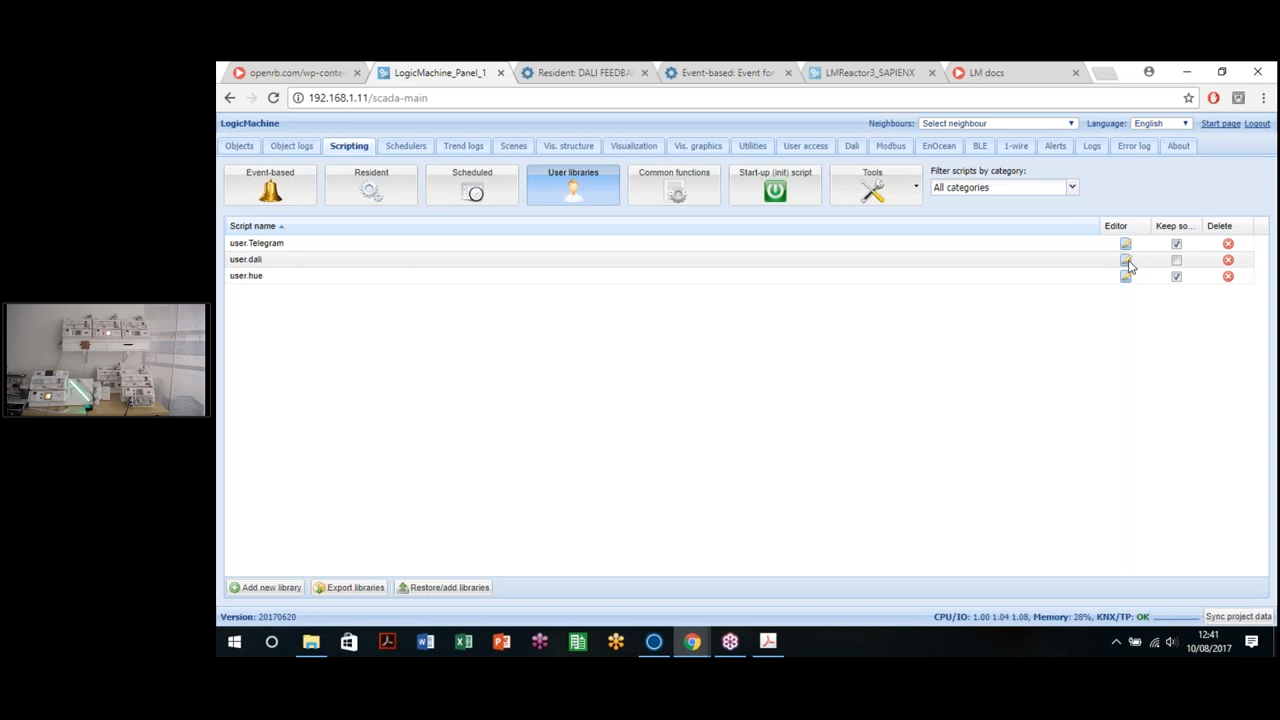 openrb.com/wp-conte
LogicMachine_Panel_1
Resident: DALI FEEDBA
Event-based: Event for
LMReactor3_SAPIENX
LM docs
192.168.1.11/scada-main
LogicMachine
Neighbours: Select neighbour
Language: English
Start page Logout
Objects
Object logs
Scripting
Schedulers
Trend logs
Scenes
Vis. structure
Visualization
Vis. graphics
Utilities
User access
Dali
Modbus
EnOcean
BLE
1-wire
Alerts
Logs
Error log
About
Event-based
Resident
Scheduled
User libraries
Common functions
Start-up (init) script
Tools
Filter scripts by category:
All categories
Script name
Editor
Keep so...
Delete
user.Telegram
user.dali
user.hue
Add new library
Export libraries
Restore/add libraries
Version: 20170620
CPU/IO: 1.00 1.04 1.08, Memory: 28%, KNX/TP: OK
Sync project data
12:41
10/08/2017